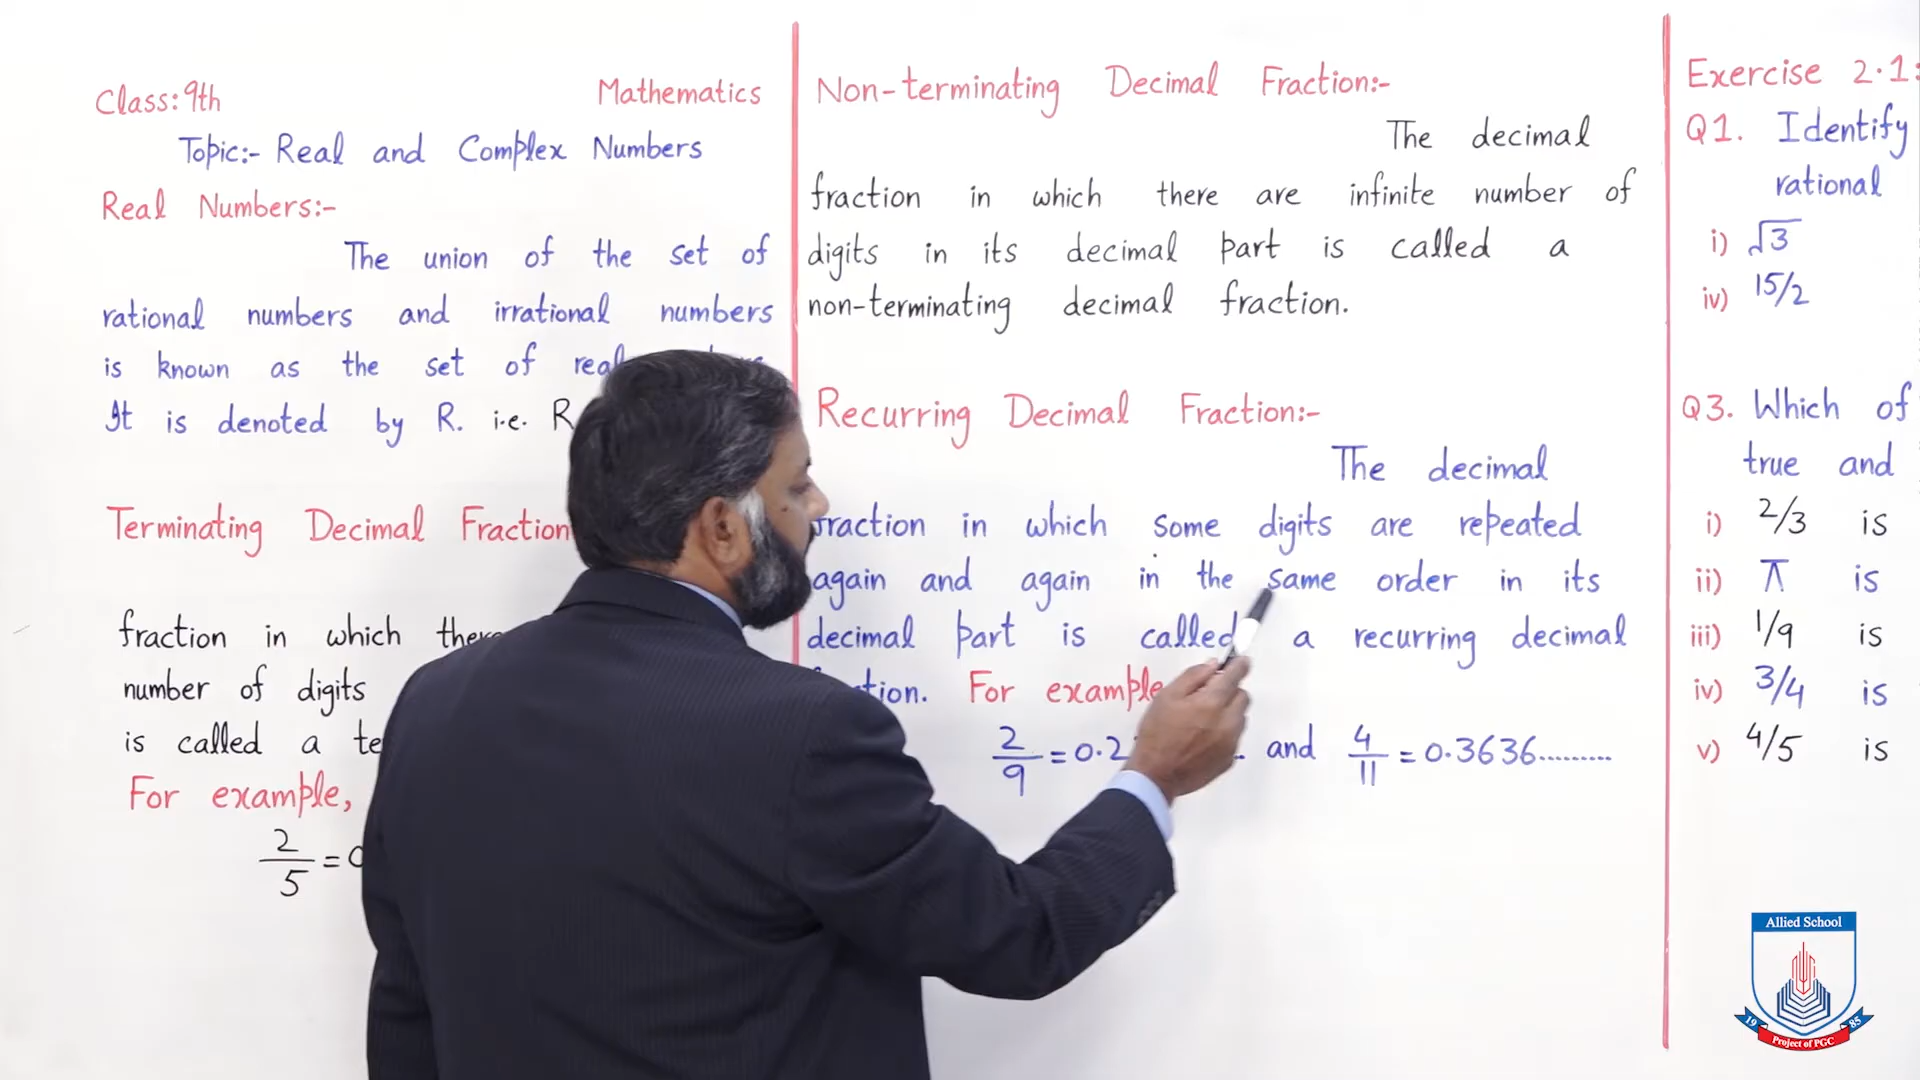 Class: 9th Mathematics
Topic:- Real and Complex Numbers
Real Numbers:-
The union of the set of
rational numbers and irrational numbers
is known as the set of real
It is denoted by R. i.e. R
Terminating Decimal Fraction
fraction in which there
number of digits
is called a
For example,
2/5 = 0
Non-terminating Decimal Fraction:-
The decimal
fraction in which there are infinite number of
digits in its decimal part is called a
non-terminating decimal fraction.
Recurring Decimal Fraction:-
The decimal
fraction in which some digits are repeated
again and again in the same order in its
decimal part is called a recurring decimal
For example
2/9 = 0.2 and 4/11 = 0.3636.........
Exercise 2.1:
Q1. Identify
rational
i) √3
iv) 15/2
Q3. Which of
true and
i) 2/3 is
ii) π is
iii) 1/9 is
iv) 3/4 is
v) 4/5 is
Allied School
19 85
Project of PGC